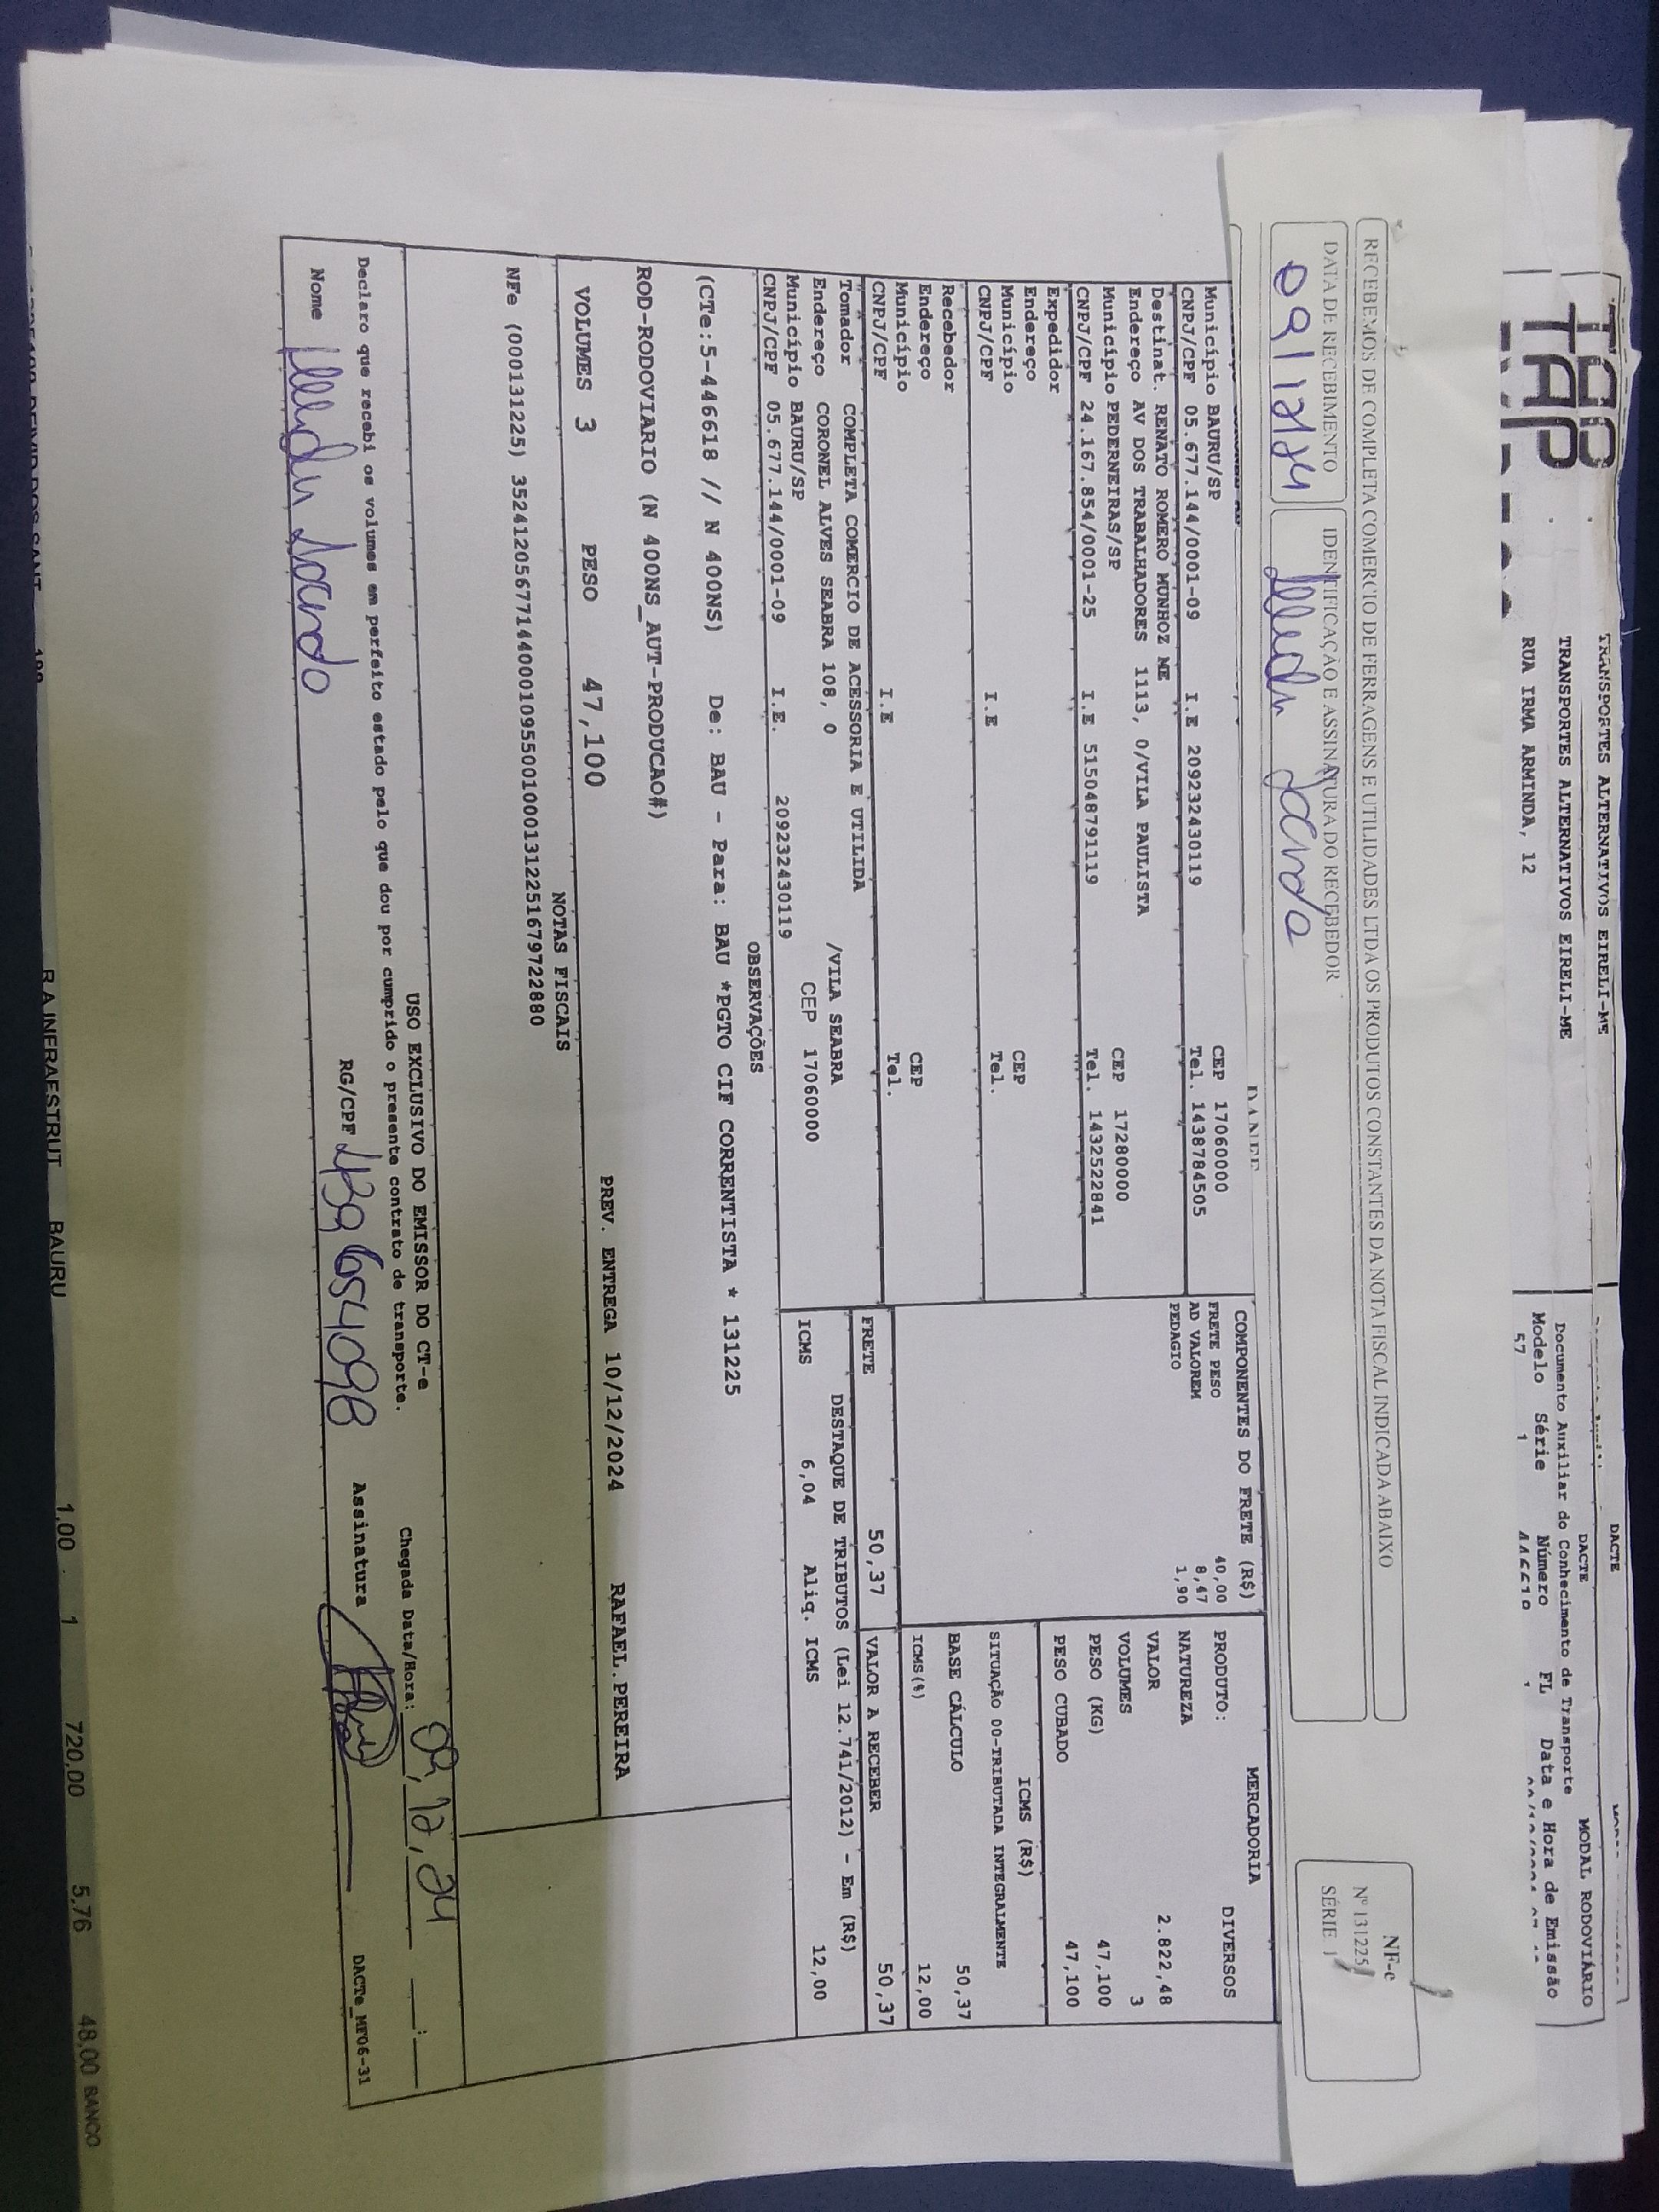 TRANSPORTES ALTERNATIVOS EIRELI-ME
DACTE
TAP
TRANSPORTES ALTERNATIVOS EIRELI-ME
RUA IRMA ARMINDA, 12
DACTE
MODAL RODOVIÁRIO
Documento Auxiliar do Conhecimento de Transporte
Modelo Série Número FL Data e Hora de Emissão
57 1
RECEBEMOS DE COMPLETA COMERCIO DE FERRAGENS E UTILIDADES LTDA OS PRODUTOS CONSTANTES DA NOTA FISCAL INDICADA ABAIXO
DATA DE RECEBIMENTO
IDENTIFICAÇÃO E ASSINATURA DO RECEBEDOR
09/12/24
NF-e
Nº 131225
SÉRIE 1
DANFE
Município BAURU/SP CEP 17060000
CNPJ/CPF 05.677.144/0001-09 I.E 209232430119 Tel. 1438784505
Destinat. RENATO ROMERO MUNHOZ ME
Endereço AV DOS TRABALHADORES 1113, 0/VILA PAULISTA
Município PEDERNEIRAS/SP CEP 17280000
CNPJ/CPF 24.167.854/0001-25 I.E 515048791119 Tel. 1432522841
Expedidor
Endereço
Município CEP
CNPJ/CPF I.E Tel.
Recebedor
Endereço
Município CEP
CNPJ/CPF I.E Tel.
Tomador COMPLETA COMERCIO DE ACESSORIA E UTILIDA
Endereço CORONEL ALVES SEABRA 108, 0 /VILA SEABRA
Município BAURU/SP CEP 17060000
CNPJ/CPF 05.677.144/0001-09 I.E. 209232430119
COMPONENTES DO FRETE (R$)
FRETE PESO 40,00
AD VALOREM 8,47
PEDAGIO 1,90
MERCADORIA
PRODUTO: DIVERSOS
NATUREZA
VALOR 2.822,48
VOLUMES 3
PESO (KG) 47,100
PESO CUBADO 47,100
ICMS (R$)
SITUAÇÃO 00-TRIBUTADA INTEGRALMENTE
BASE CÁLCULO 50,37
ICMS(%) 12,00
FRETE 50,37
VALOR A RECEBER 50,37
DESTAQUE DE TRIBUTOS (Lei 12.741/2012) - Em (R$)
ICMS 6,04 Aliq. ICMS 12,00
OBSERVAÇÕES
(CTe:5-446618 // N 400NS) De: BAU - Para: BAU *PGTO CIF CORRENTISTA * 131225
ROD-RODOVIARIO (N 400NS_AUT-PRODUCAO#)
VOLUMES 3 PESO 47,100 PREV. ENTREGA 10/12/2024 RAFAEL.PEREIRA
NOTAS FISCAIS
NFe (000131225) 35241205677144000109550010001312251679722880
USO EXCLUSIVO DO EMISSOR DO CT-e
Declaro que recebi os volumes em perfeito estado pelo que dou por cumprido o presente contrato de transporte.
Chegada Data/Hora: 09,12,24 __:__
Nome
RG/CPF 439654098
Assinatura
DACTe_MF06-31
R.A INFRAESTRUT BAURU 1,00 1 720,00 5,76 48,00 BANCO